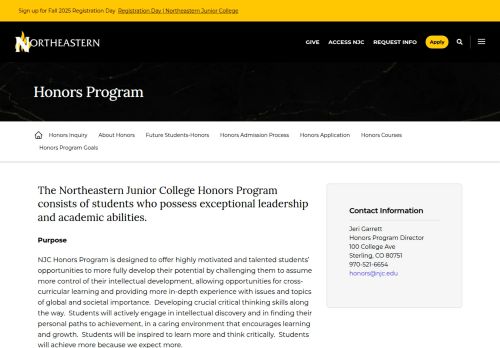 Sign up for Fall 2025 Registration Day Registration Day | Northeastern Junior College
NORTHEASTERN
GIVE ACCESS NJC REQUEST INFO Apply
Honors Program
Honors Inquiry About Honors Future Students-Honors Honors Admission Process Honors Application Honors Courses
Honors Program Goals
The Northeastern Junior College Honors Program
consists of students who possess exceptional leadership
and academic abilities.
Purpose
NJC Honors Program is designed to offer highly motivated and talented students'
opportunities to more fully develop their potential by challenging them to assume
more control of their intellectual development, allowing opportunities for cross-
curricular learning and providing more in-depth experience with issues and topics
of global and societal importance. Developing crucial critical thinking skills along
the way. Students will actively engage in intellectual discovery and in finding their
personal paths to achievement, in a caring environment that encourages learning
and growth. Students will be inspired to learn more and think critically. Students
will achieve more because we expect more.
Contact Information
Jeri Garrett
Honors Program Director
100 College Ave
Sterling, CO 80751
970-521-6654
honors@njc.edu